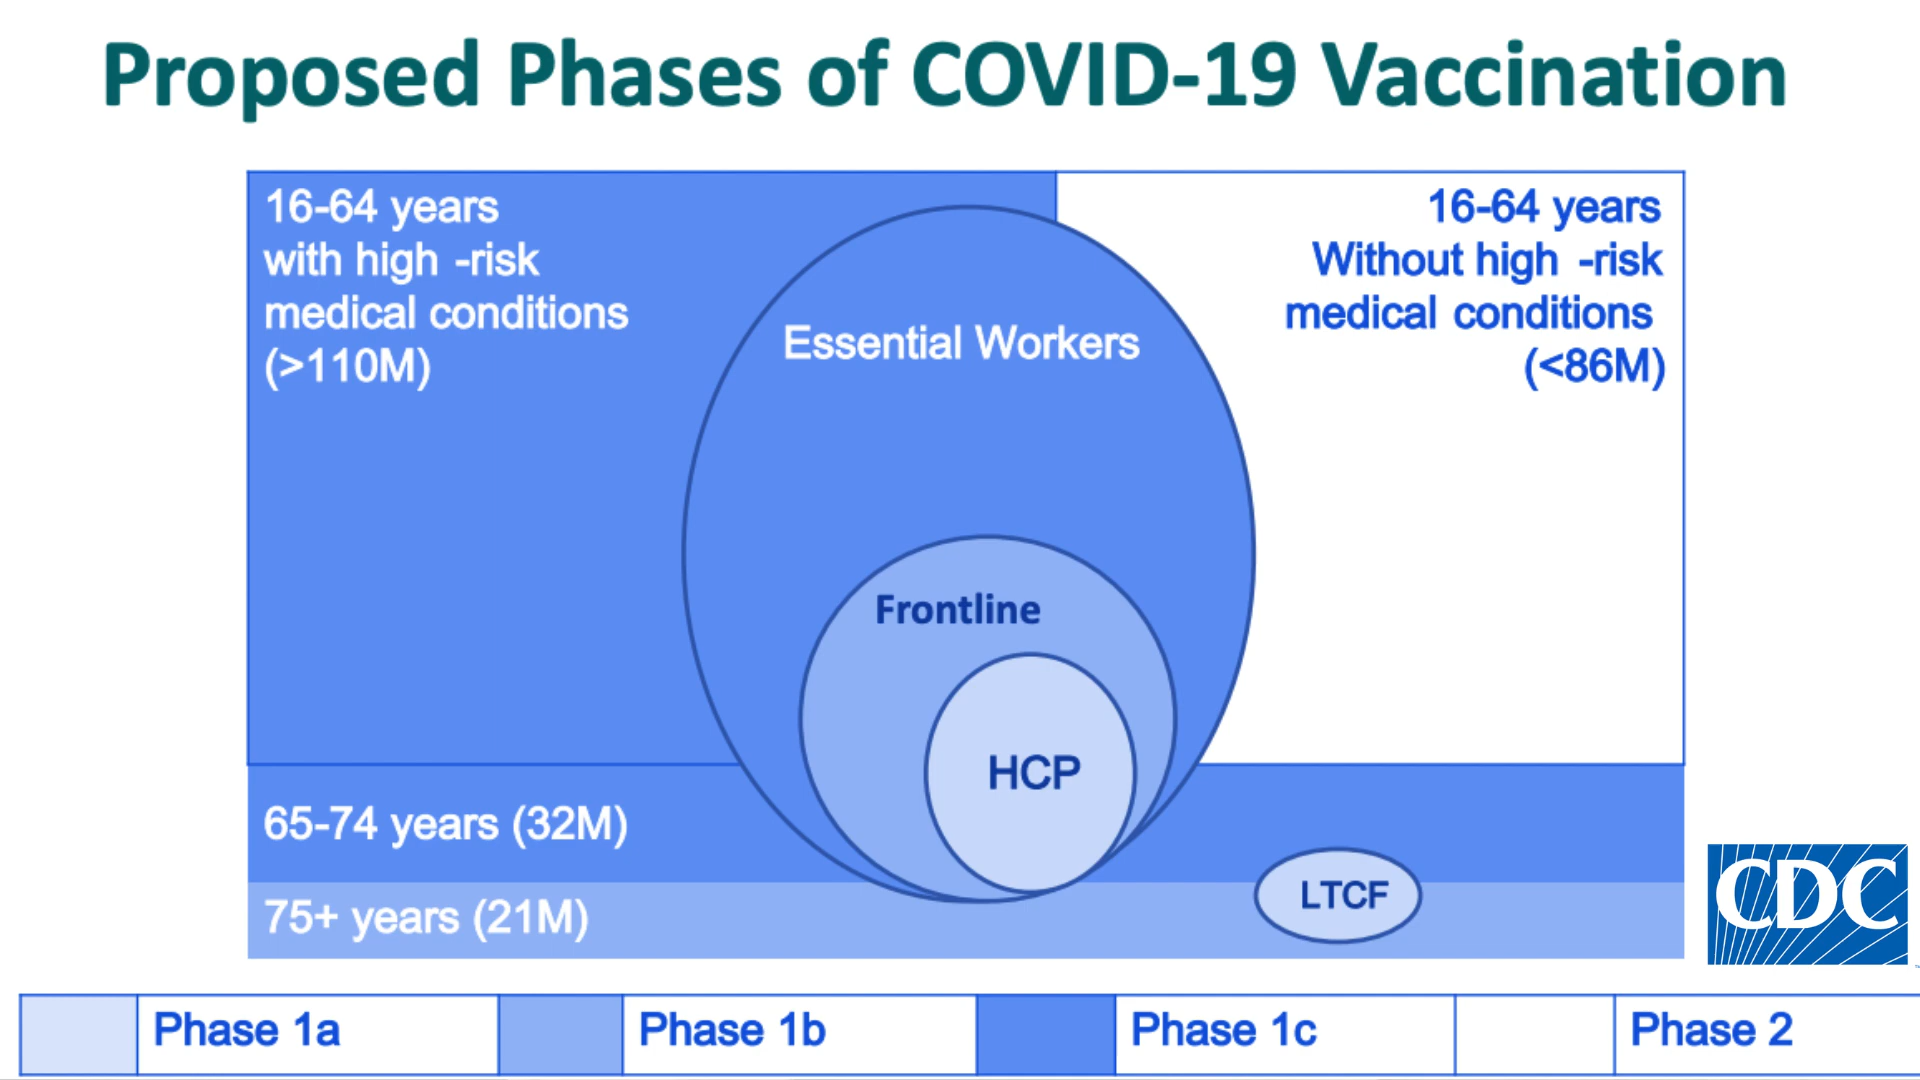 Proposed Phases of COVID-19 Vaccination
16-64 years
with high -risk
medical conditions
(>110M)
16-64 years
Without high -risk
medical conditions
(<86M)
Essential Workers
Frontline
HCP
65-74 years (32M)
LTCF
75+ years (21M)
CDC
Phase 1a
Phase 1b
Phase 1c
Phase 2